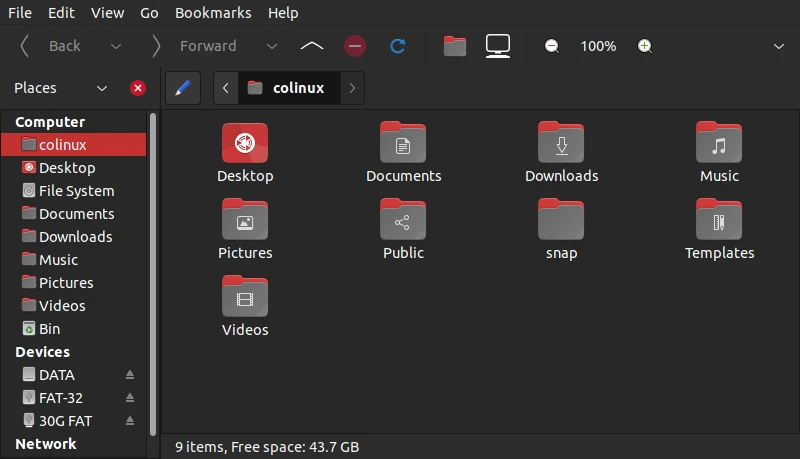 File Edit View Go Bookmarks Help
Back Forward 100%
Places colinux
Computer
colinux
Desktop
File System
Documents
Downloads
Music
Pictures
Videos
Bin
Devices
DATA
FAT-32
30G FAT
Network
Desktop Documents Downloads Music
Pictures Public snap Templates
Videos
9 items, Free space: 43.7 GB